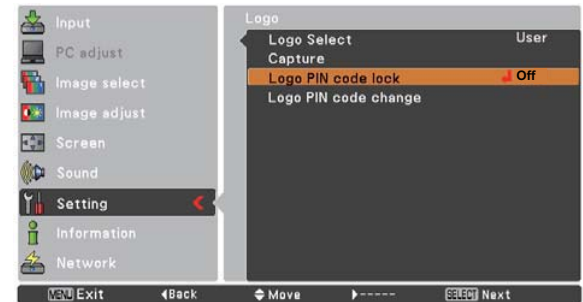 Input
PC adjust
Image select
Image adjust
Screen
Sound
Setting
Information
Network
Logo
Logo Select User
Capture
Logo PIN code lock Off
Logo PIN code change
MENU Exit Back Move ----- SELECT Next